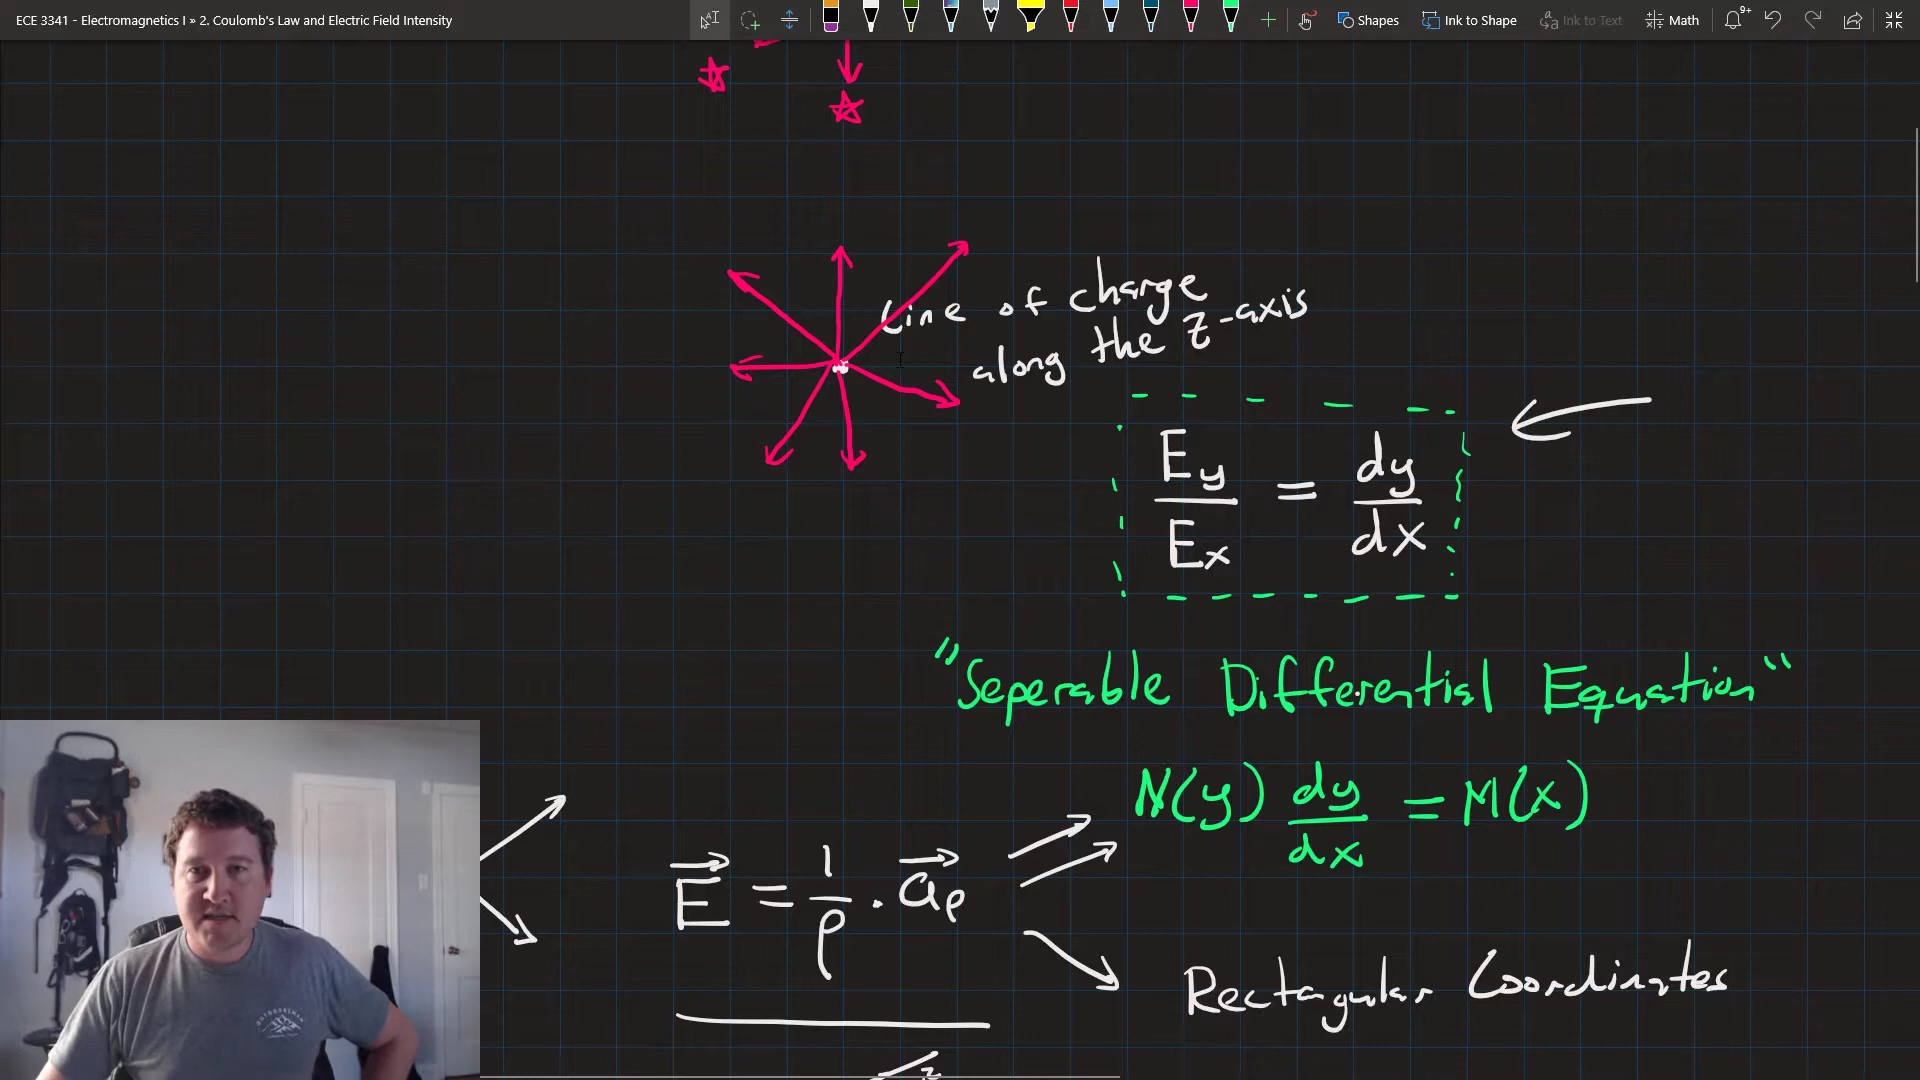 ECE 3341 - Electromagnetics I » 2. Coulomb's Law and Electric Field Intensity
Shapes
Ink to Shape
Ink to Text
Math
9+
Line of charge
along the z-axis
Ey/Ex = dy/dx
"Seperable Differential Equation"
N(y) dy/dx = M(x)
E = 1/ρ · aρ
Rectangular Coordinates